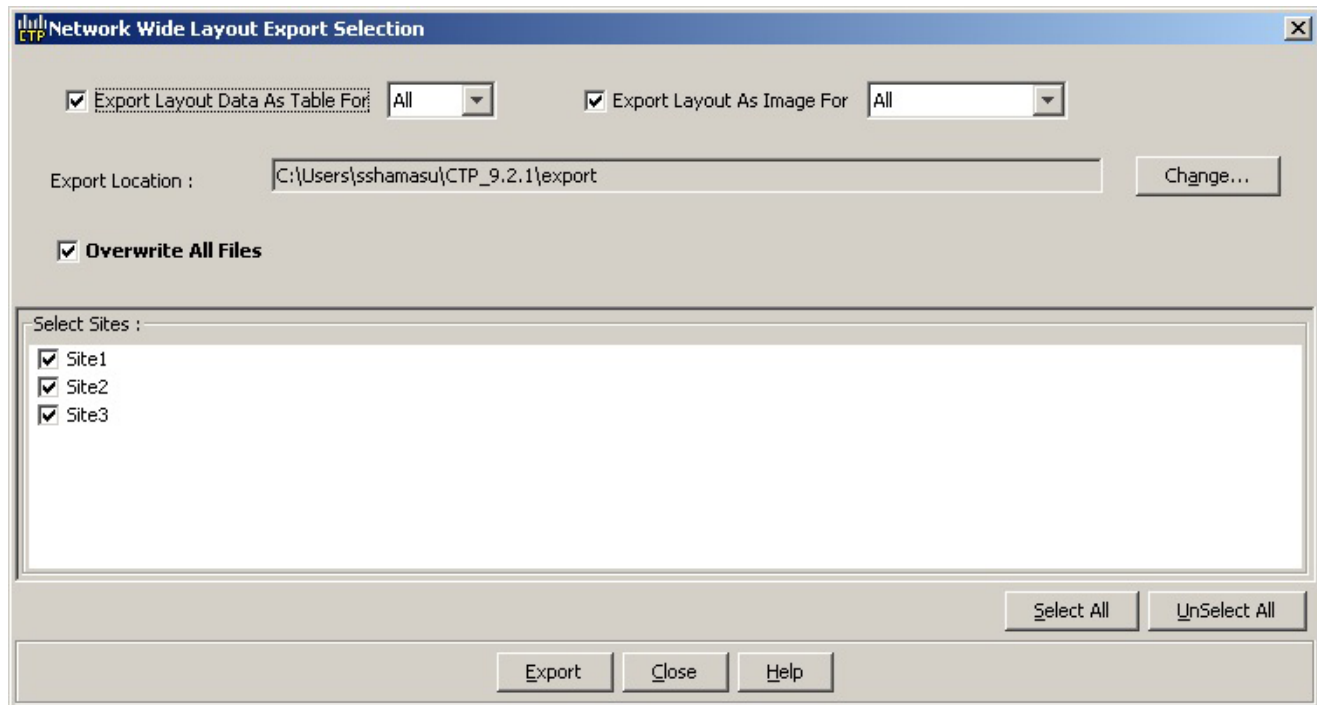 CTP Network Wide Layout Export Selection
Export Layout Data As Table For All Export Layout As Image For All
Export Location : C:\Users\sshamasu\CTP_9.2.1\export Change...
Overwrite All Files
Select Sites :
Site1
Site2
Site3
Select All UnSelect All
Export Close Help